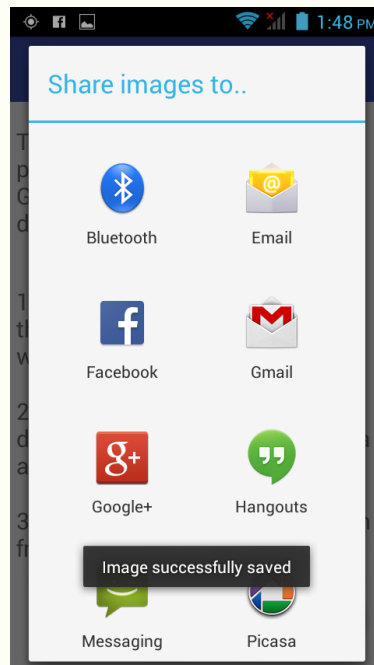 1:48 PM
Share images to..
Bluetooth
Email
Facebook
Gmail
Google+
Hangouts
Image successfully saved
Messaging
Picasa